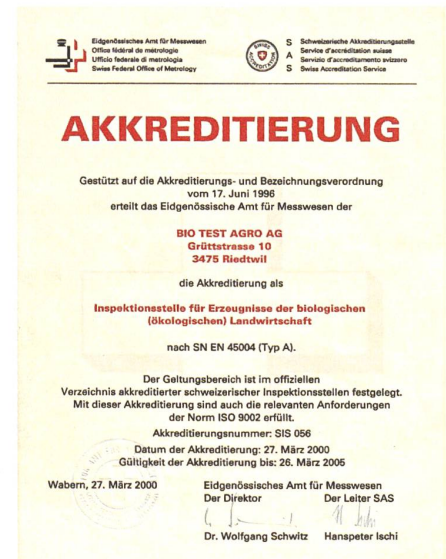 Eidgenössisches Amt für Messwesen
Office fédéral de métrologie
Ufficio federale di metrologia
Swiss Federal Office of Metrology
SWISS ACCREDITATION
S Schweizerische Akkreditierungsstelle
A Service d'accréditation suisse
Servizio d'accreditamento svizzero
S Swiss Accreditation Service
AKKREDITIERUNG
Gestützt auf die Akkreditierungs- und Bezeichnungsverordnung
vom 17. Juni 1996
erteilt das Eidgenössische Amt für Messwesen der
BIO TEST AGRO AG
Grüttstrasse 10
3475 Riedtwil
die Akkreditierung als
Inspektionsstelle für Erzeugnisse der biologischen
(ökologischen) Landwirtschaft
nach SN EN 45004 (Typ A).
Der Geltungsbereich ist im offiziellen
Verzeichnis akkreditierter schweizerischer Inspektionsstellen festgelegt.
Mit dieser Akkreditierung sind auch die relevanten Anforderungen
der Norm ISO 9002 erfüllt.
Akkreditierungsnummer: SIS 056
Datum der Akkreditierung: 27. März 2000
Gültigkeit der Akkreditierung bis: 26. März 2005
Wabern, 27. März 2000
Eidgenössisches Amt für Messwesen
Der Direktor Der Leiter SAS
Dr. Wolfgang Schwitz Hanspeter Ischi